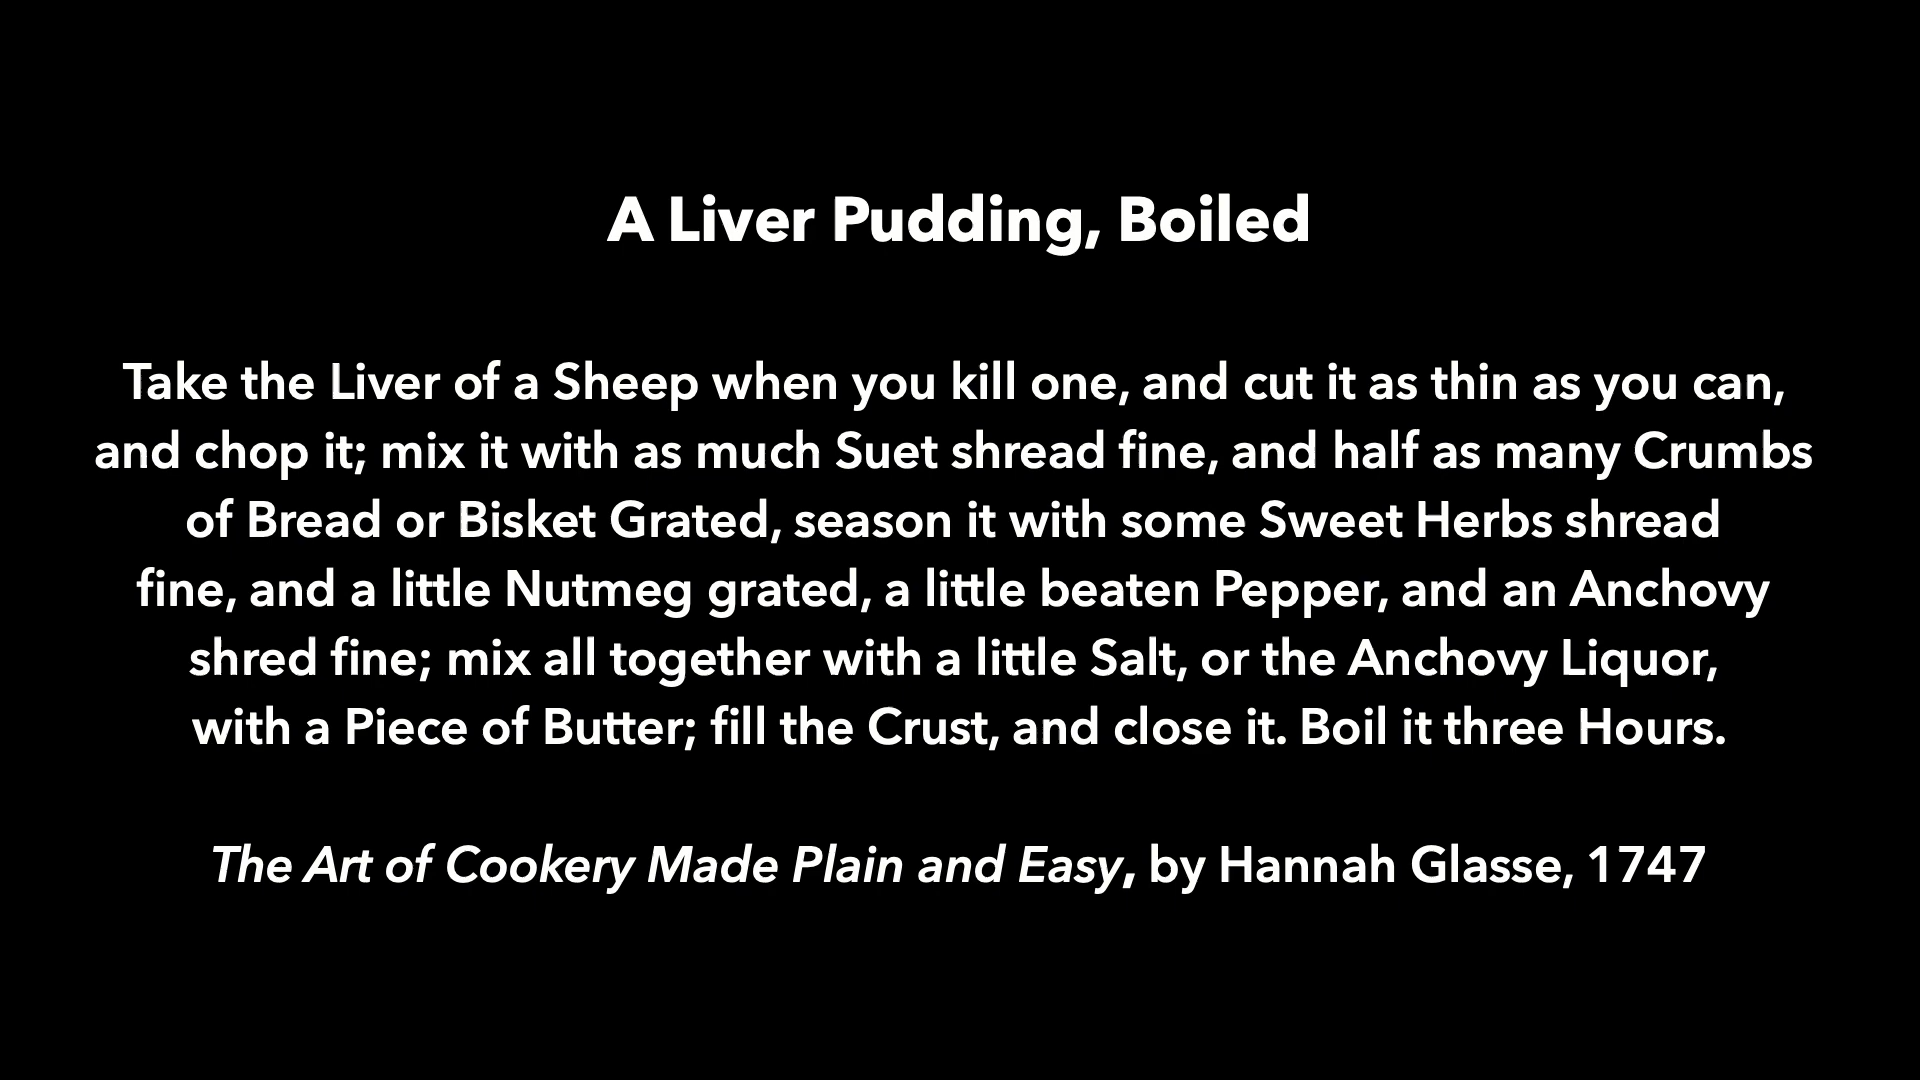 A Liver Pudding, Boiled
Take the Liver of a Sheep when you kill one, and cut it as thin as you can,
and chop it; mix it with as much Suet shread fine, and half as many Crumbs
of Bread or Bisket Grated, season it with some Sweet Herbs shread
fine, and a little Nutmeg grated, a little beaten Pepper, and an Anchovy
shred fine; mix all together with a little Salt, or the Anchovy Liquor,
with a Piece of Butter; fill the Crust, and close it. Boil it three Hours.
The Art of Cookery Made Plain and Easy, by Hannah Glasse, 1747